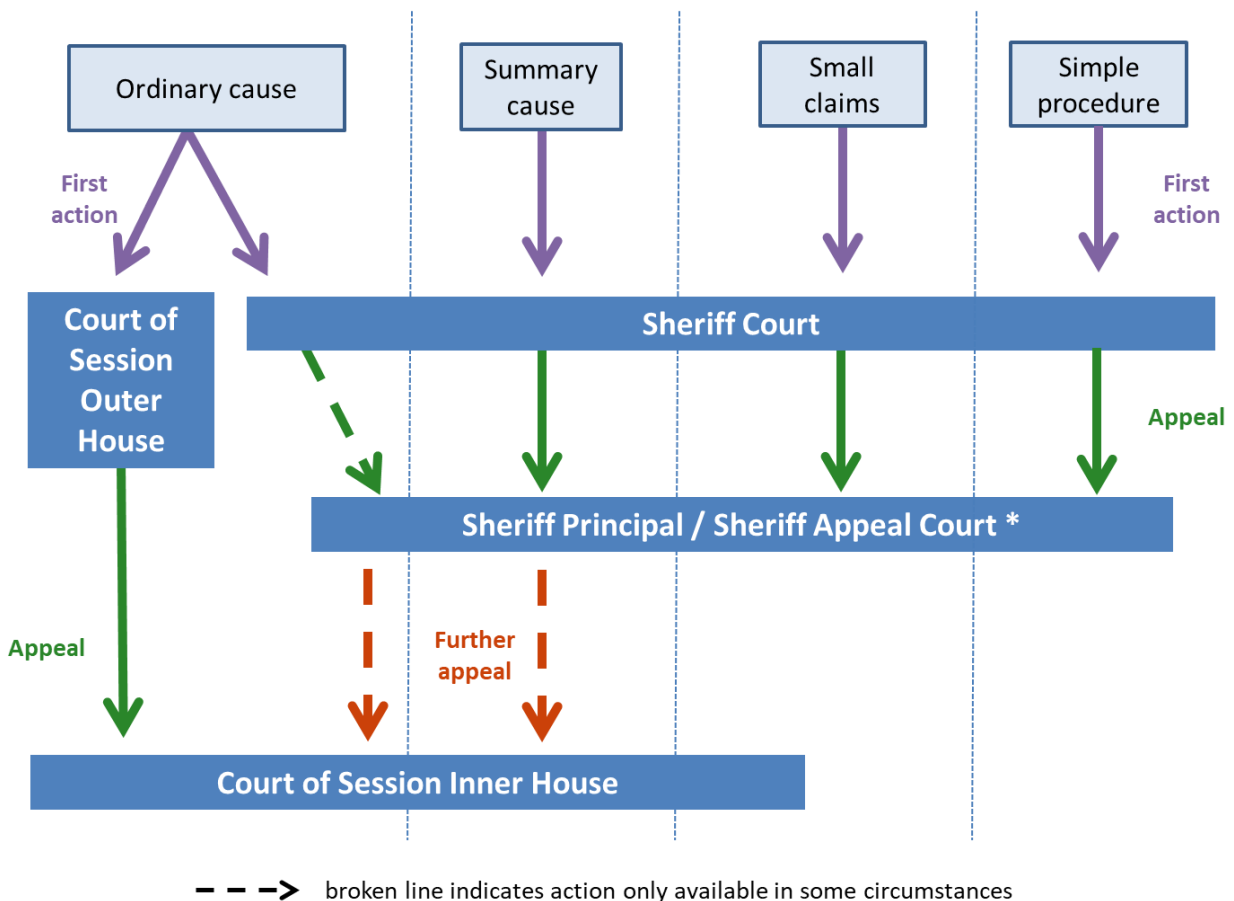 Ordinary cause
Summary
cause
Small
claims
Simple
procedure
First
action
First
action
Court of
Session
Outer
House
Sheriff Court
Appeal
Sheriff Principal / Sheriff Appeal Court *
Appeal
Further
appeal
Court of Session Inner House
broken line indicates action only available in some circumstances